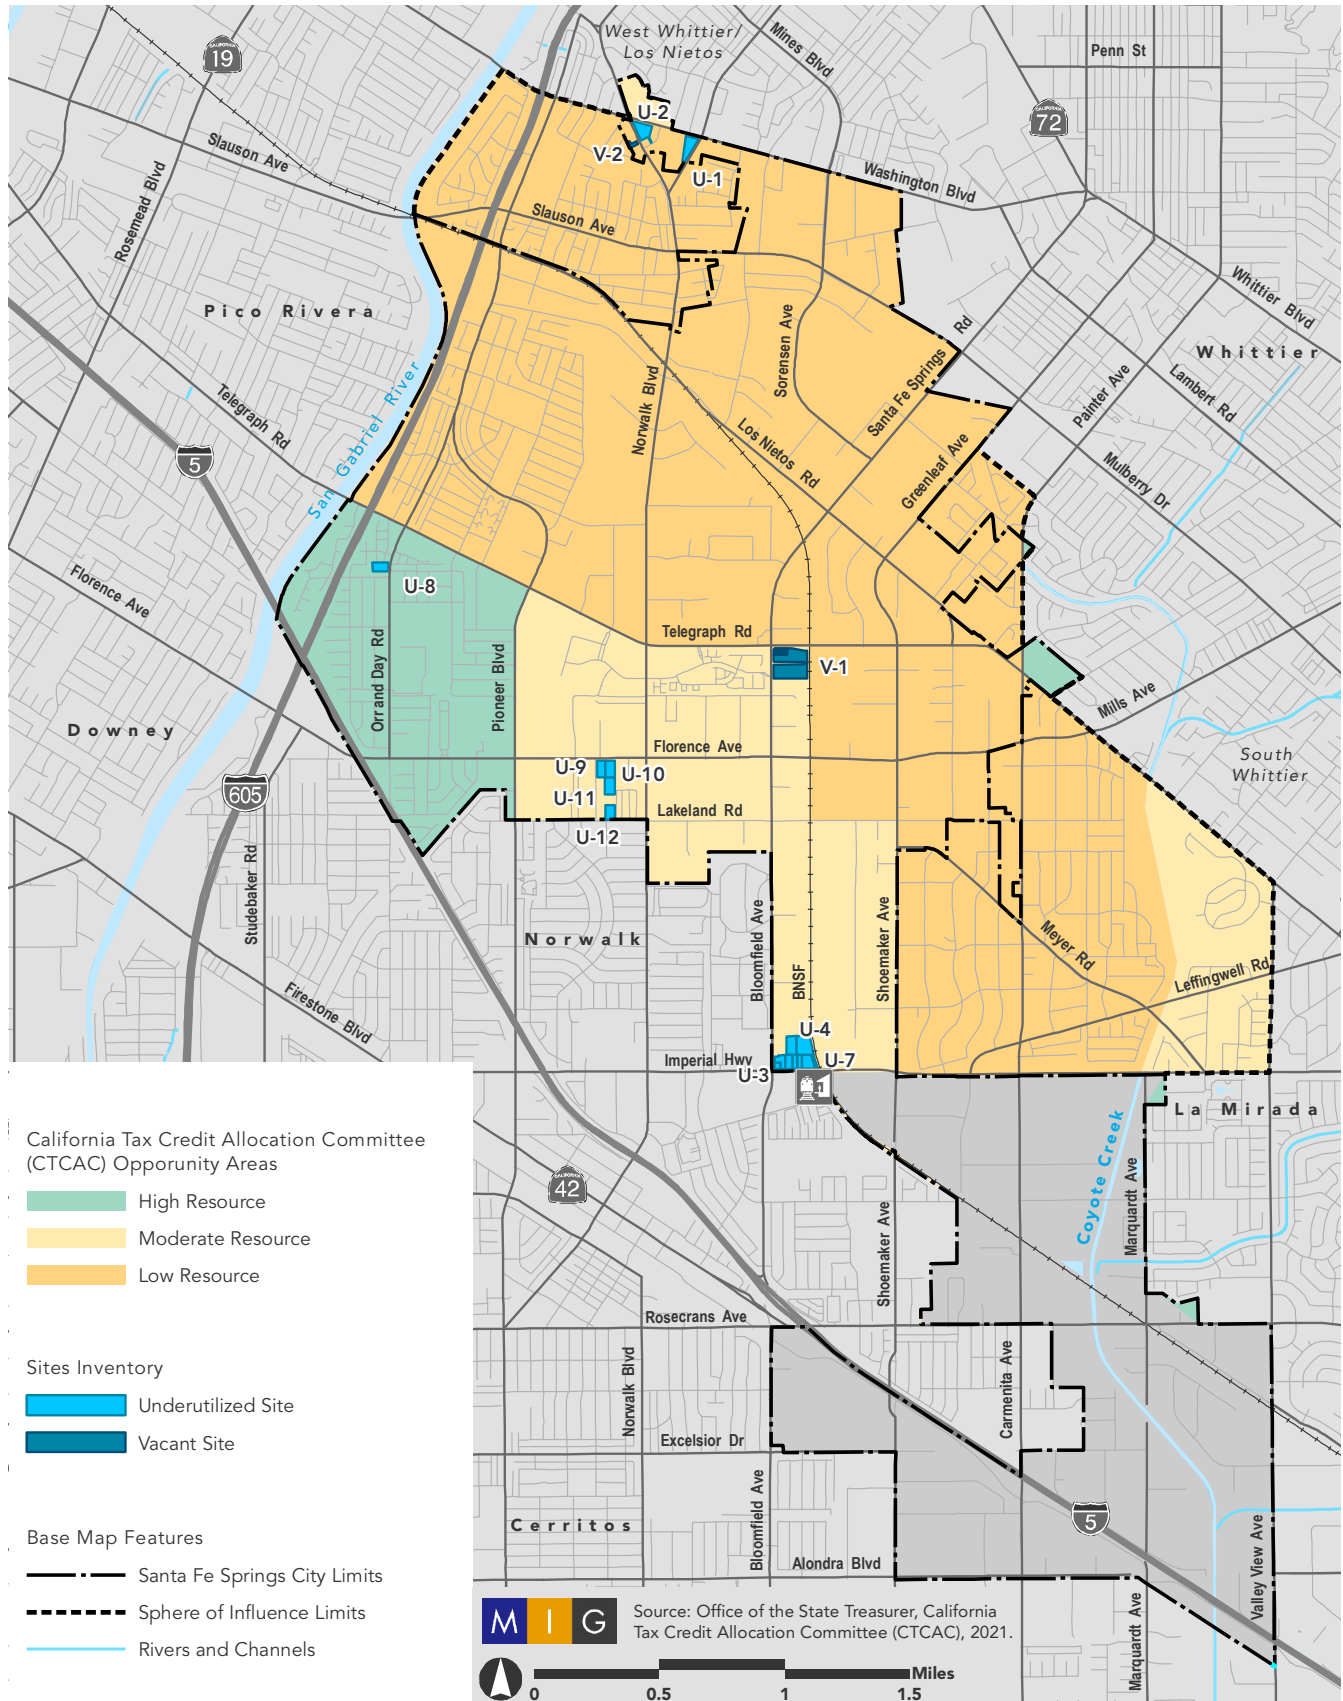 West Whittier/
Los Nietos
Mines Blvd
Penn St
CALIFORNIA
19
CALIFORNIA
72
U-2
V-2
U-1
Slauson Ave
Rosemead Blvd
Washington Blvd
Slauson Ave
Whittier Blvd
Pico Rivera
Whittier
Sorensen Ave
Santa Fe Springs Rd
Painter Ave
Lambert Rd
San Gabriel River
Telegraph Rd
Norwalk Blvd
Los Nietos Rd
Greenleaf Ave
Mulberry Dr
5
Florence Ave
U-8
Orr and Day Rd
Pioneer Blvd
Telegraph Rd
V-1
Mills Ave
Downey
Florence Ave
South
Whittier
U-9
U-10
U-11
Lakeland Rd
U-12
605
Studebaker Rd
Norwalk
Bloomfield Ave
BNSF
Shoemaker Ave
Meyer Rd
Leffingwell Rd
Firestone Blvd
U-4
Imperial Hwy
U-3
U-7
La Mirada
Coyote Creek
Marquardt Ave
CALIFORNIA
42
Shoemaker Ave
Rosecrans Ave
Norwalk Blvd
Carmenita Ave
Excelsior Dr
Bloomfield Ave
Cerritos
5
Alondra Blvd
Valley View Ave
Marquardt Ave
California Tax Credit Allocation Committee
(CTCAC) Opporunity Areas
High Resource
Moderate Resource
Low Resource
Sites Inventory
Underutilized Site
Vacant Site
Base Map Features
Santa Fe Springs City Limits
Sphere of Influence Limits
Rivers and Channels
M I G
Source: Office of the State Treasurer, California
Tax Credit Allocation Committee (CTCAC), 2021.
Miles
0 0.5 1 1.5